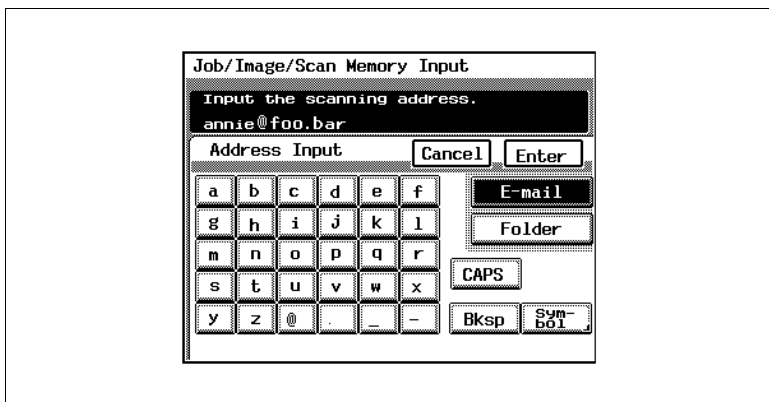 Job/Image/Scan Memory Input
Input the scanning address.
annie@foo.bar
Address Input Cancel Enter
a b c d e f E-mail
g h i j k l Folder
m n o p q r
s t u v w x CAPS
y z @ . _ - Bksp Sym-
bol